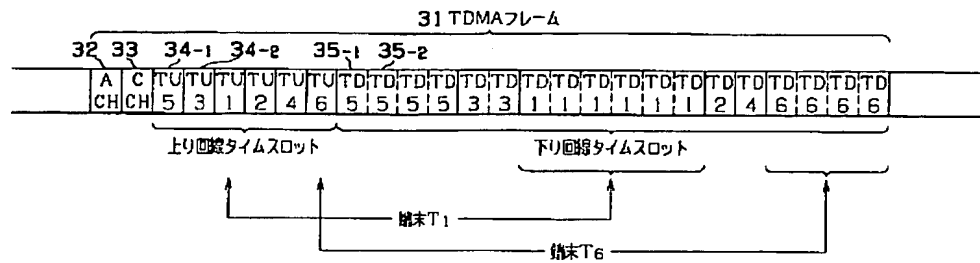 31 TDMAフレーム
32 33 34-1 34-2 35-1 35-2
A C TU TU TU TU TU TU TD TD TD TD TD TD TD TD TD TD TD TD TD TD TD TD TD TD
CH CH 5 3 1 2 4 6 5 5 5 5 3 3 1 1 1 1 1 1 2 4 6 6 6 6
上り回線タイムスロット 下り回線タイムスロット
端末T1
端末T6